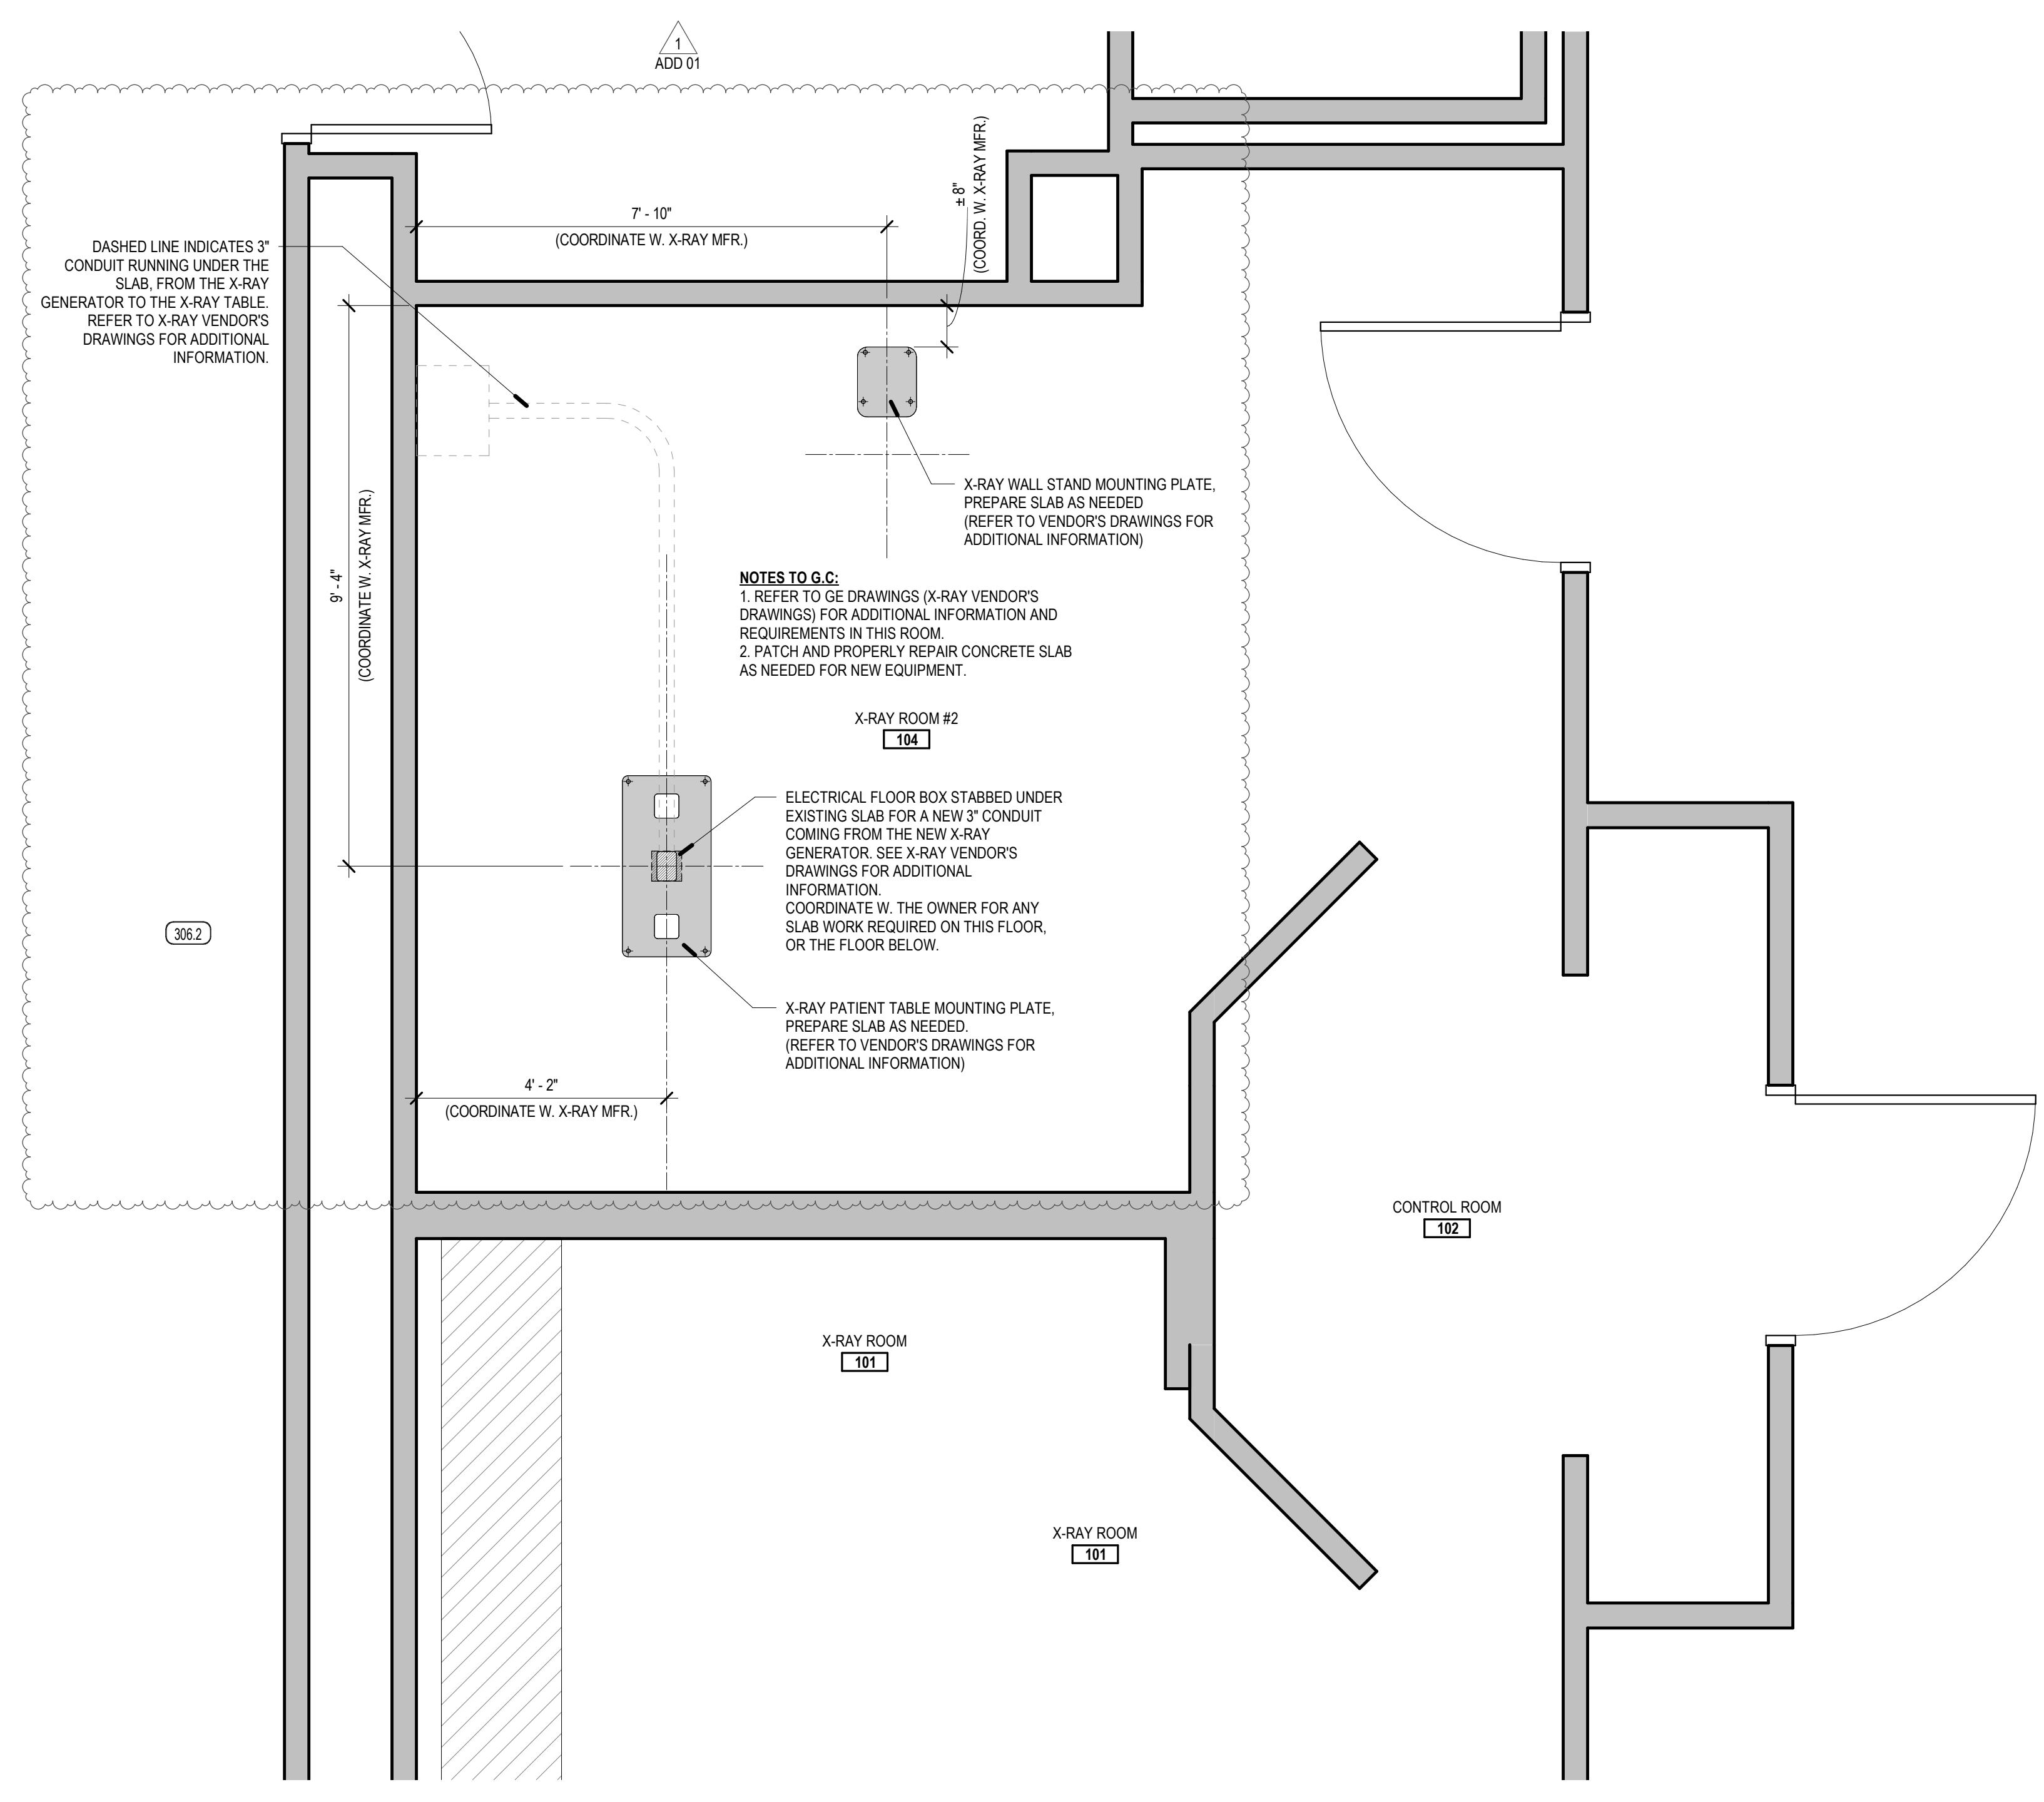 1
ADD 01
± 8"
(COORD. W. X-RAY MFR.)
7' - 10"
(COORDINATE W. X-RAY MFR.)
DASHED LINE INDICATES 3"
CONDUIT RUNNING UNDER THE
SLAB, FROM THE X-RAY
GENERATOR TO THE X-RAY TABLE.
REFER TO X-RAY VENDOR'S
DRAWINGS FOR ADDITIONAL
INFORMATION.
9' - 4"
(COORDINATE W. X-RAY MFR.)
X-RAY WALL STAND MOUNTING PLATE,
PREPARE SLAB AS NEEDED
(REFER TO VENDOR'S DRAWINGS FOR
ADDITIONAL INFORMATION)
NOTES TO G.C:
1. REFER TO GE DRAWINGS (X-RAY VENDOR'S
DRAWINGS) FOR ADDITIONAL INFORMATION AND
REQUIREMENTS IN THIS ROOM.
2. PATCH AND PROPERLY REPAIR CONCRETE SLAB
AS NEEDED FOR NEW EQUIPMENT.
X-RAY ROOM #2
104
ELECTRICAL FLOOR BOX STABBED UNDER
EXISTING SLAB FOR A NEW 3" CONDUIT
COMING FROM THE NEW X-RAY
GENERATOR. SEE X-RAY VENDOR'S
DRAWINGS FOR ADDITIONAL
INFORMATION.
COORDINATE W. THE OWNER FOR ANY
SLAB WORK REQUIRED ON THIS FLOOR,
OR THE FLOOR BELOW.
306.2
X-RAY PATIENT TABLE MOUNTING PLATE,
PREPARE SLAB AS NEEDED.
(REFER TO VENDOR'S DRAWINGS FOR
ADDITIONAL INFORMATION)
4' - 2"
(COORDINATE W. X-RAY MFR.)
CONTROL ROOM
102
X-RAY ROOM
101
X-RAY ROOM
101